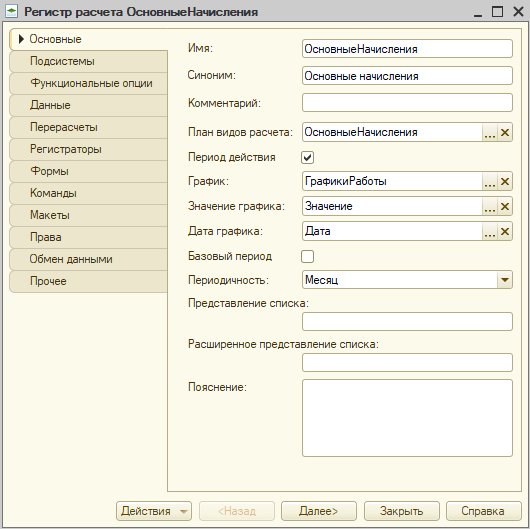 Регистр расчета ОсновныеНачисления
Основные
Подсистемы
Функциональные опции
Данные
Перерасчеты
Регистраторы
Формы
Команды
Макеты
Права
Обмен данными
Прочее
Имя: ОсновныеНачисления
Синоним: Основные начисления
Комментарий:
План видов расчета: ОсновныеНачисления ...
Период действия
График: ГрафикиРаботы ...
Значение графика: Значение ...
Дата графика: Дата ...
Базовый период
Периодичность: Месяц
Представление списка:
Расширенное представление списка:
Пояснение:
Действия <Назад Далее> Закрыть Справка